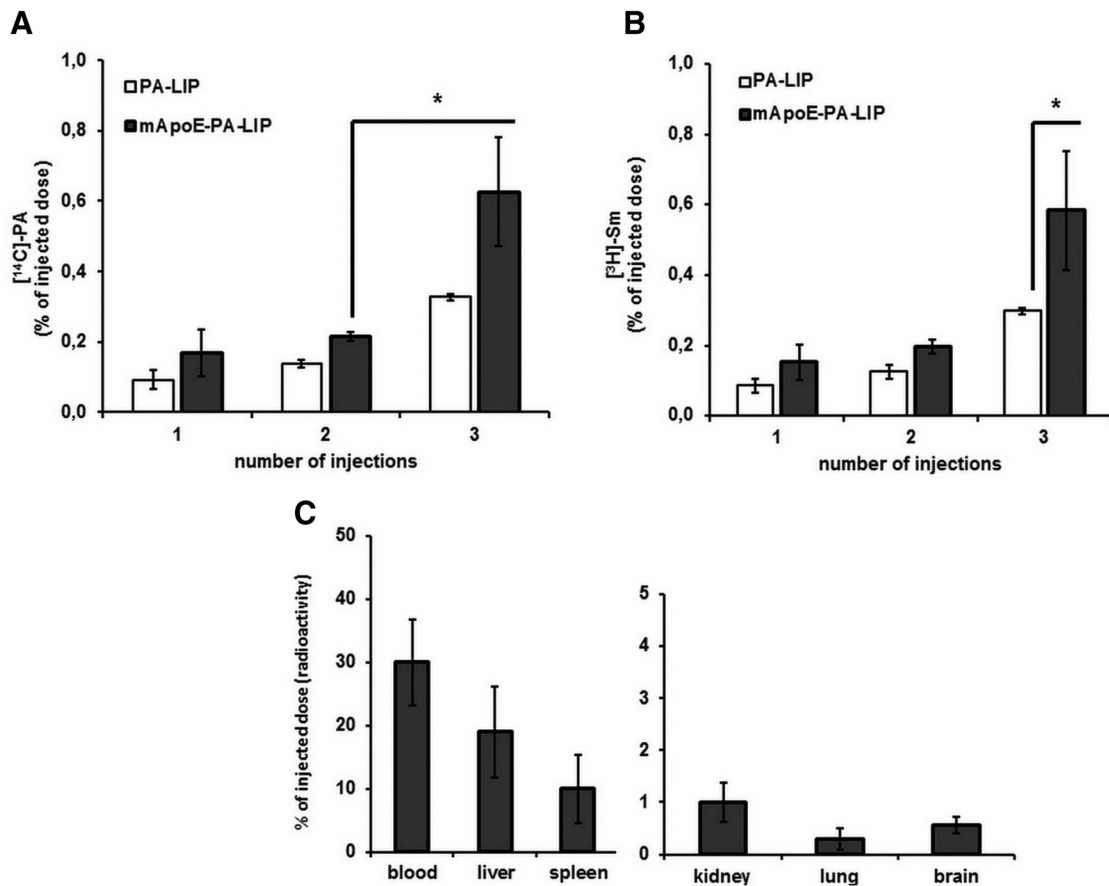 A
[¹⁴C]-PA
(% of injected dose)
1,0
0,8
0,6
0,4
0,2
0,0
PA-LIP
mApoE-PA-LIP
*
1 2 3
number of injections
B
[³H]-Sm
(% of injected dose)
1,0
0,8
0,6
0,4
0,2
0,0
PA-LIP
mApoE-PA-LIP
*
1 2 3
number of injections
C
% of injected dose (radioactivity)
50
40
30
20
10
0
blood liver spleen
5
4
3
2
1
0
kidney lung brain